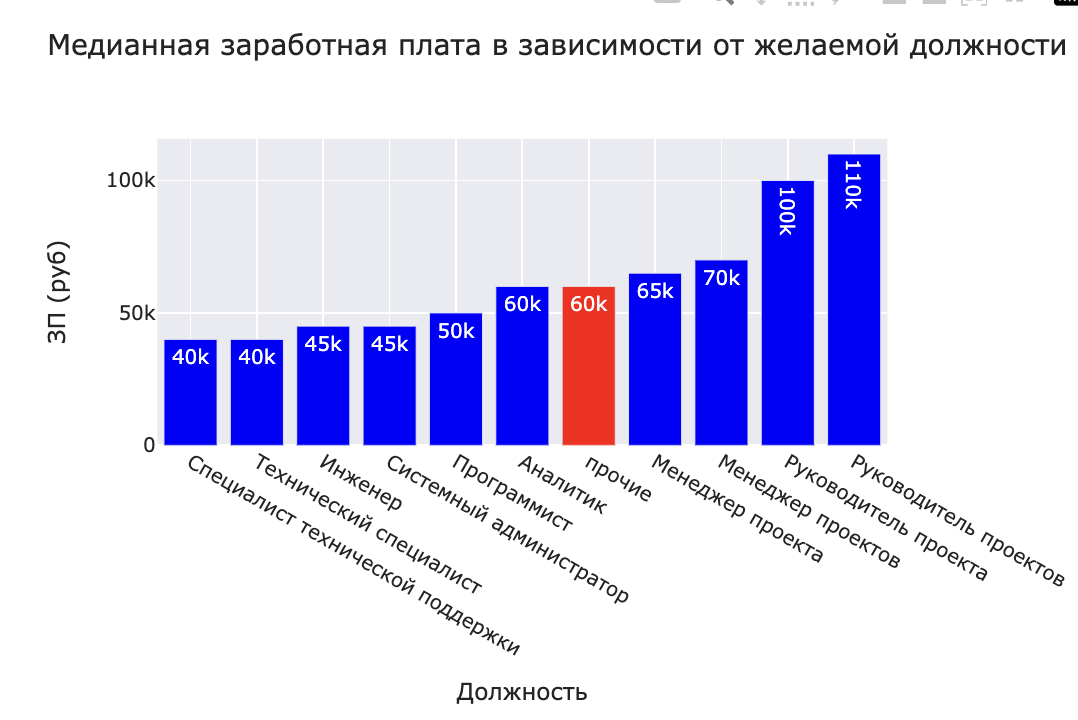 Медианная заработная плата в зависимости от желаемой должности
ЗП (руб)
100k
50k
0
40k
40k
45k
45k
50k
60k
60k
65k
70k
100k
110k
Специалист технической поддержки
Технический специалист
Инженер
Системный администратор
Программист
Аналитик
прочие
Менеджер проекта
Менеджер проектов
Руководитель проекта
Руководитель проектов
Должность